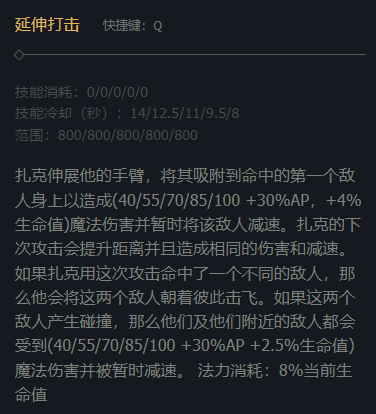 延伸打击 快捷键：Q
技能消耗：0/0/0/0/0
技能冷却（秒）：14/12.5/11/9.5/8
范围：800/800/800/800/800
扎克伸展他的手臂，将其吸附到命中的第一个敌
人身上以造成(40/55/70/85/100 +30%AP，+4%
生命值)魔法伤害并暂时将该敌人减速。扎克的下
次攻击会提升距离并且造成相同的伤害和减速。
如果扎克用这次攻击命中了一个不同的敌人，那
么他会将这两个敌人朝着彼此击飞。如果这两个
敌人产生碰撞，那么他们及他们附近的敌人都会
受到(40/55/70/85/100 +30%AP +2.5%生命值)
魔法伤害并被暂时减速。 法力消耗：8%当前生
命值